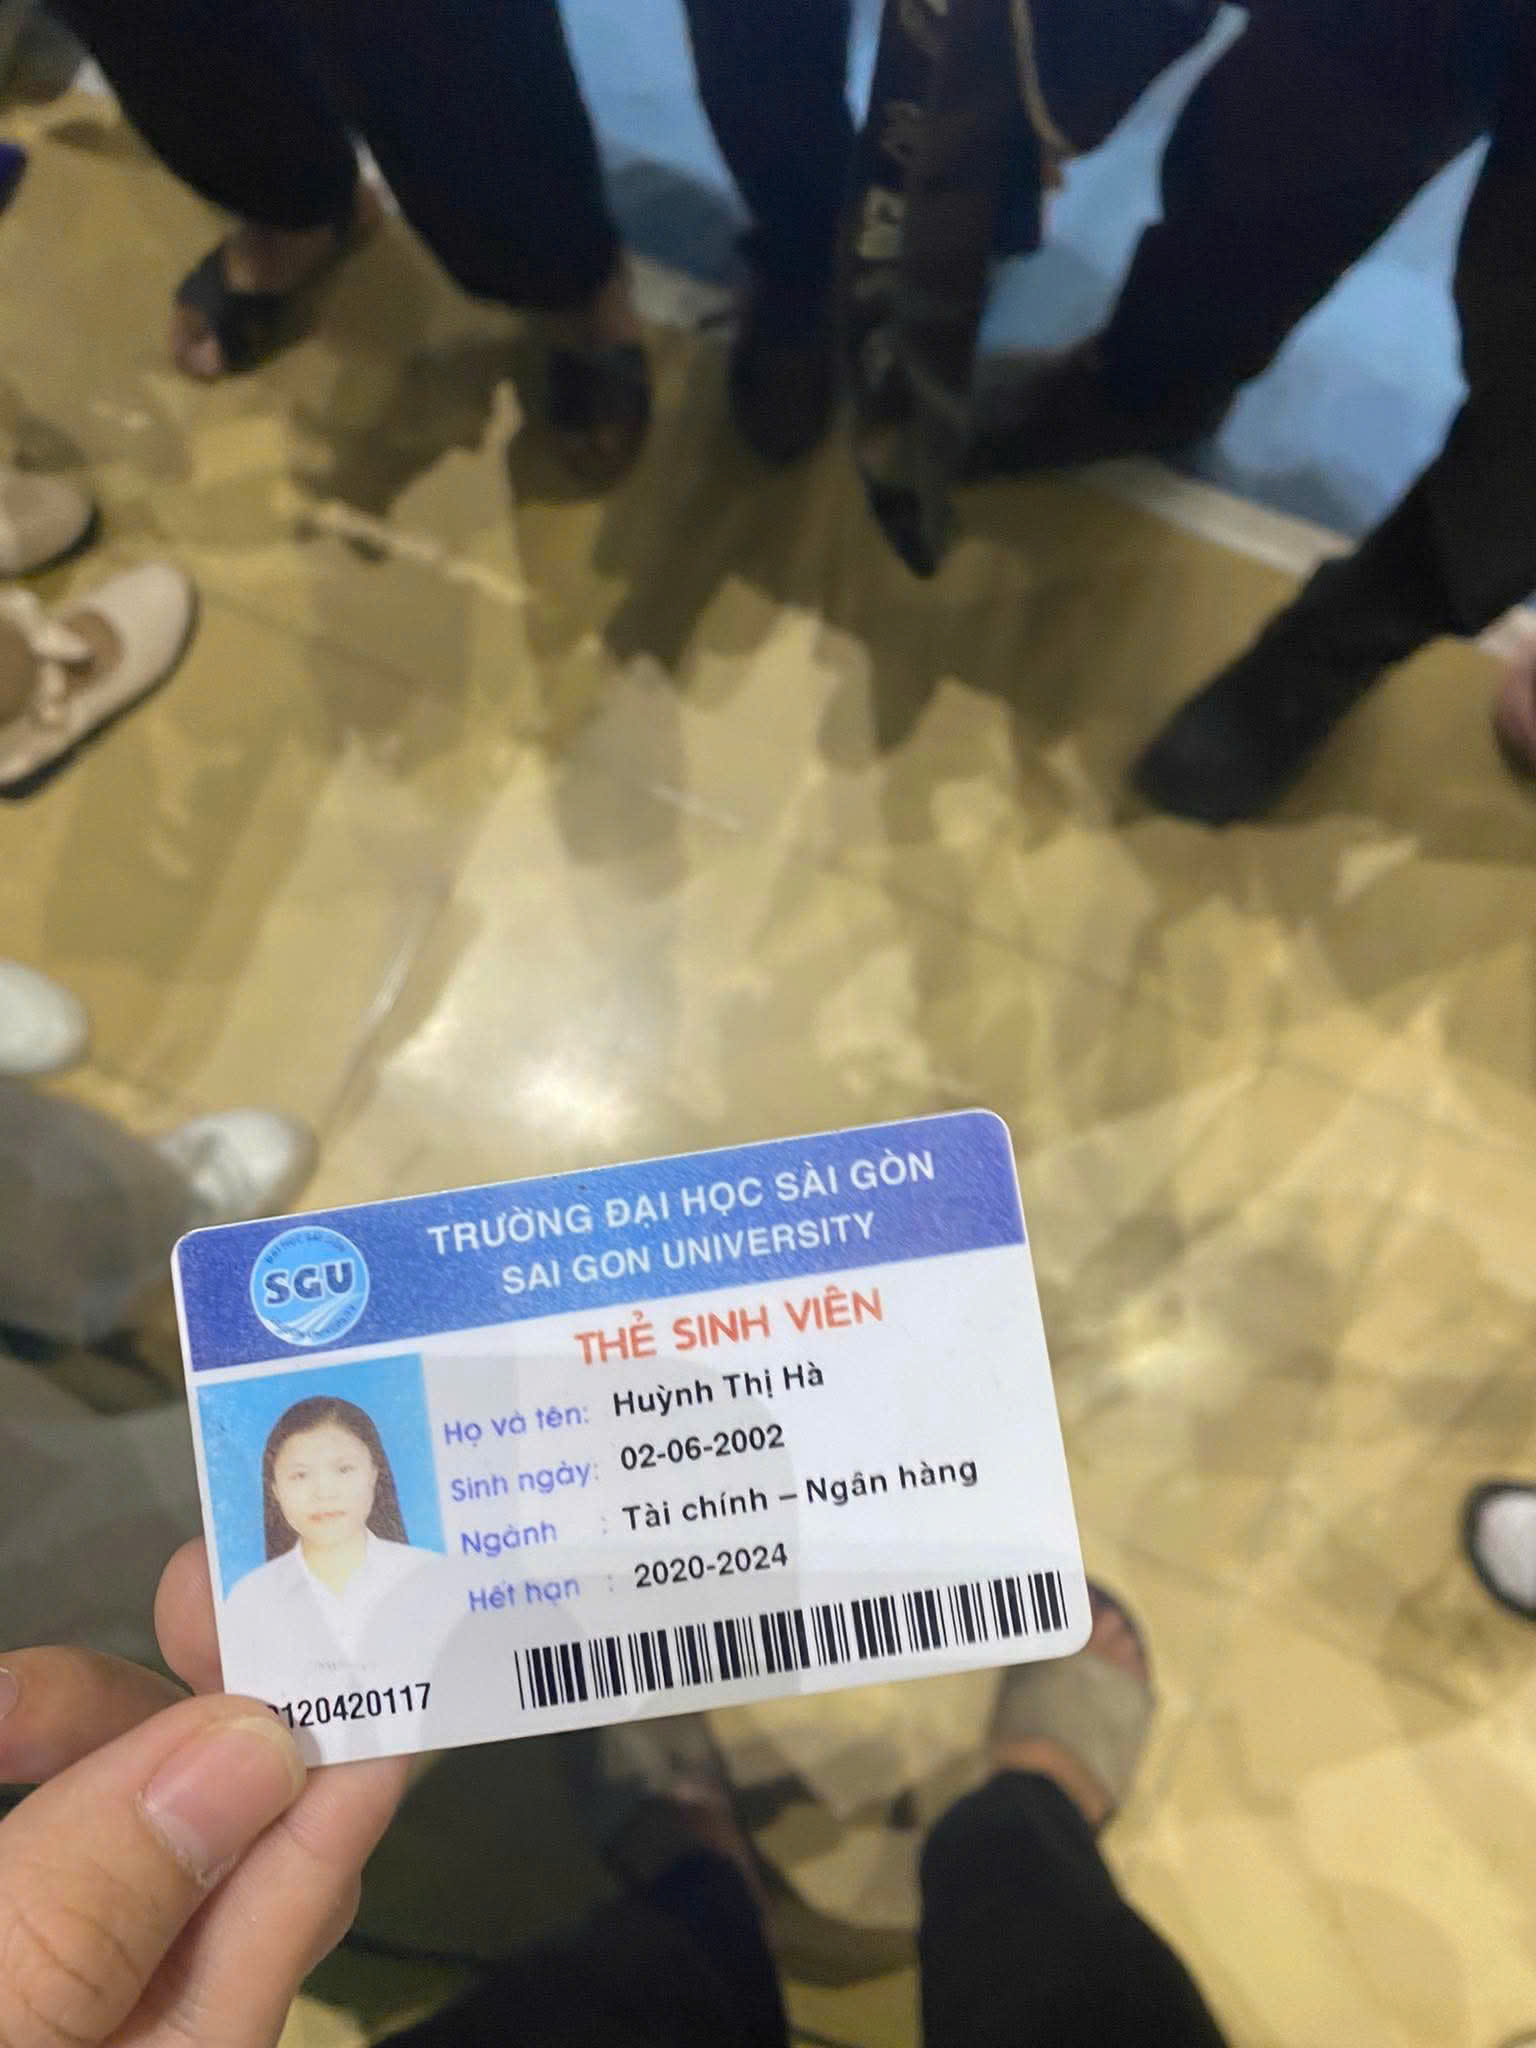 TRƯỜNG ĐẠI HỌC SÀI GÒN
SAI GON UNIVERSITY
SGU
THẺ SINH VIÊN
Họ và tên: Huỳnh Thị Hà
Sinh ngày: 02-06-2002
Ngành : Tài chính – Ngân hàng
Hết hạn : 2020-2024
120420117